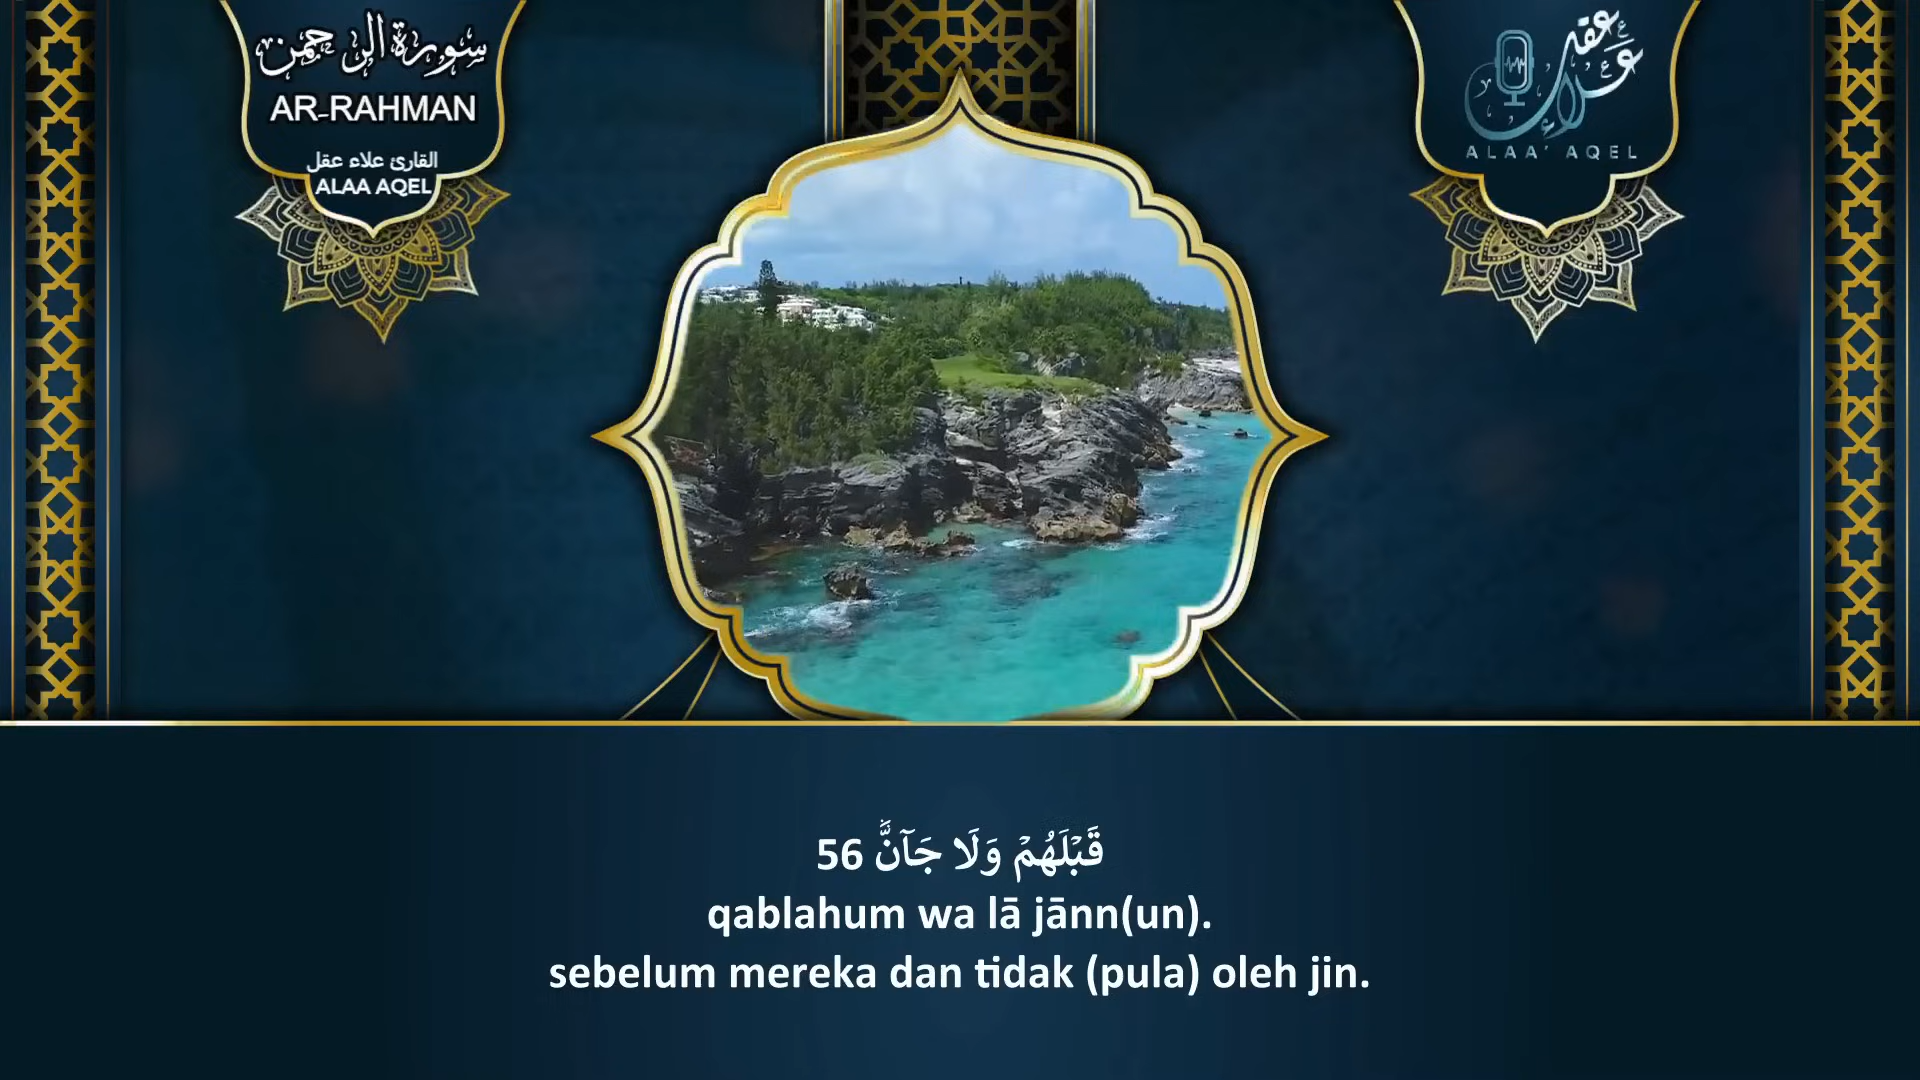 سورة الرحمن
AR-RAHMAN
القارئ علاء عقل
ALAA AQEL
علاء عقل
ALAA' AQEL
قَبْلَهُمْ وَلَا جَآنٌّۚ 56
qablahum wa lā jānn(un).
sebelum mereka dan tidak (pula) oleh jin.